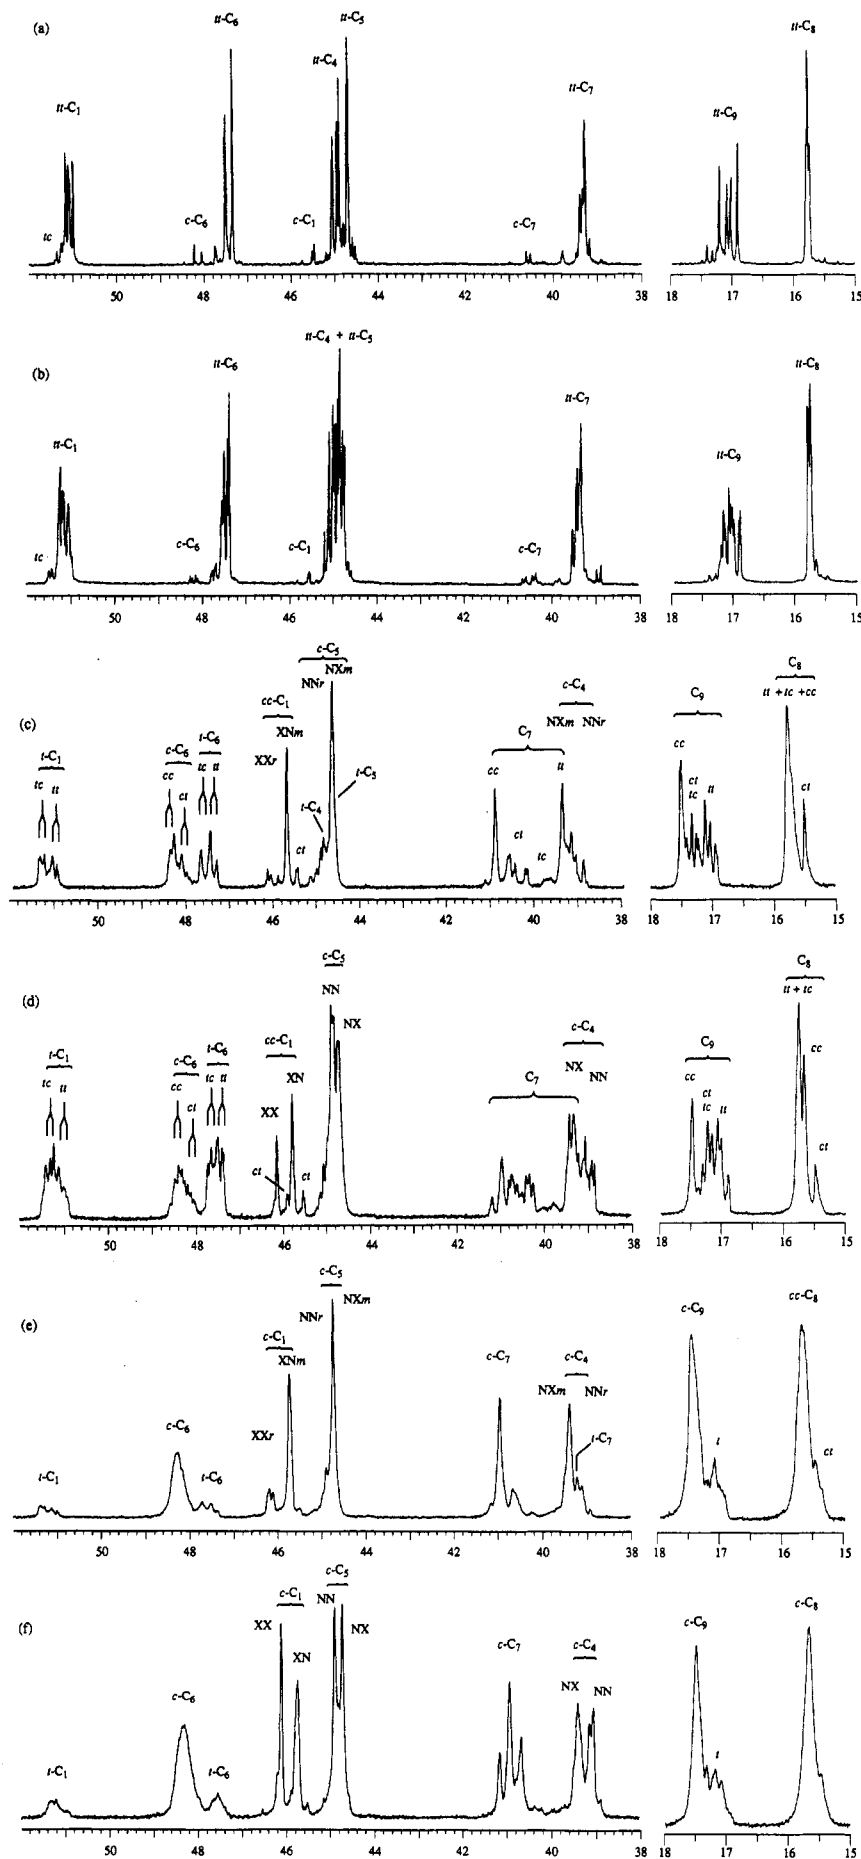 (a)
tt-C6
tt-C5
tt-C8
tt-C4
tt-C7
tt-C1
tt-C9
tc
c-C6
c-C1
c-C7
50 48 46 44 42 40 38 18 17 16 15
tt-C4 + tt-C5
(b)
tt-C6
tt-C8
tt-C7
tt-C1
tt-C9
tc
c-C6
c-C1
c-C7
50 48 46 44 42 40 38 17 16 15
(c)
c-C5
NXm
NNr
C8
tt + tc + cc
cc-C1
c-C4
C9
XNm
NXm NNr
t-C1
c-C6
t-C6
XXr
C7
cc
tc tt
cc ct
tc tt
cc
tt
ct
tc
tt
ct
t-C5
t-C4
ct
ct
tc
50 48 46 44 42 40 38 18 17 16 15
(d)
c-C5
NN
NX
C8
tt + tc
t-C1
c-C6
t-C6
cc-C1
c-C4
C9
XN
NX
NN
C7
cc
tc tt
cc ct
tc tt
XX
cc
ct
tc
tt
ct
ct
ct
50 48 46 44 42 40 38 18 17 16 15
(e)
c-C5
NXm
NNr
c-C9
cc-C8
c-C1
XNm
c-C7
c-C4
NXm NNr
c-C6
XXr
t-C7
t
ct
t-C1
t-C6
50 48 46 44 42 40 38 18 17 16 15
(f)
c-C5
c-C1
NN
NX
XX
XN
c-C9
c-C8
c-C7
c-C4
NX NN
c-C6
t
t-C1
t-C6
50 48 46 44 42 40 38 18 17 16 15